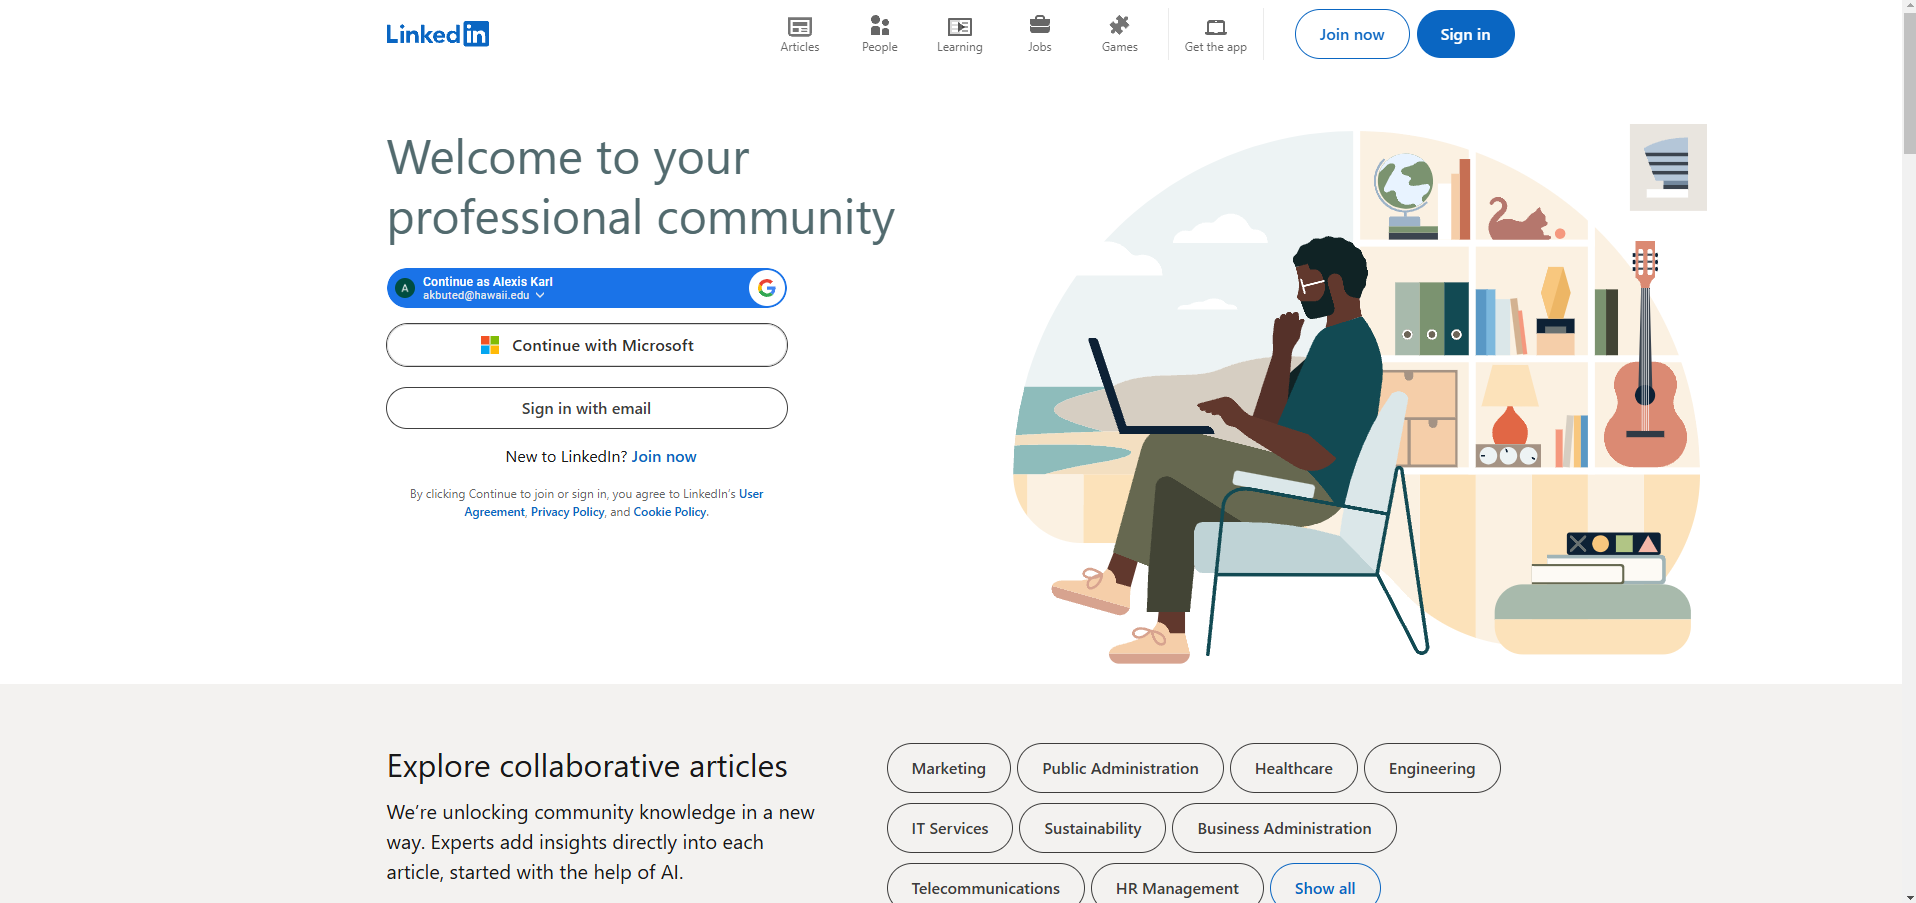 Linked in
Articles
People
Learning
Jobs
Games
Get the app
Join now
Sign in
Welcome to your
professional community
A
Continue as Alexis Karl
akbuted@hawaii.edu
G
Continue with Microsoft
Sign in with email
New to LinkedIn? Join now
By clicking Continue to join or sign in, you agree to LinkedIn’s User
Agreement, Privacy Policy, and Cookie Policy.
Explore collaborative articles
We’re unlocking community knowledge in a new
way. Experts add insights directly into each
article, started with the help of AI.
Marketing
Public Administration
Healthcare
Engineering
IT Services
Sustainability
Business Administration
Telecommunications
HR Management
Show all